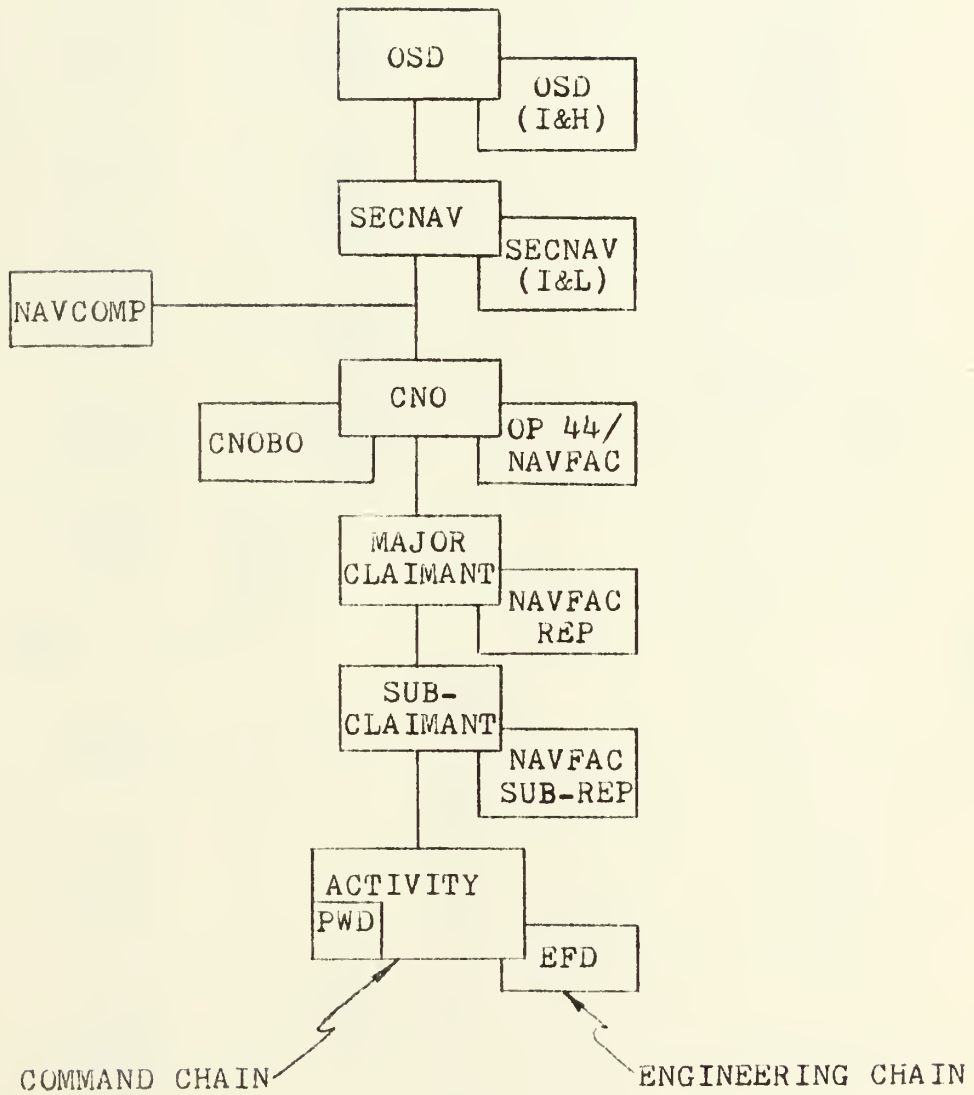 OSD
OSD
(I&H)
SECNAV
SECNAV
(I&L)
NAVCOMP
CNO
CNOBO
OP 44/
NAVFAC
MAJOR
CLAIMANT
NAVFAC
REP
SUB-
CLAIMANT
NAVFAC
SUB-REP
ACTIVITY
PWD
EFD
COMMAND CHAIN
ENGINEERING CHAIN